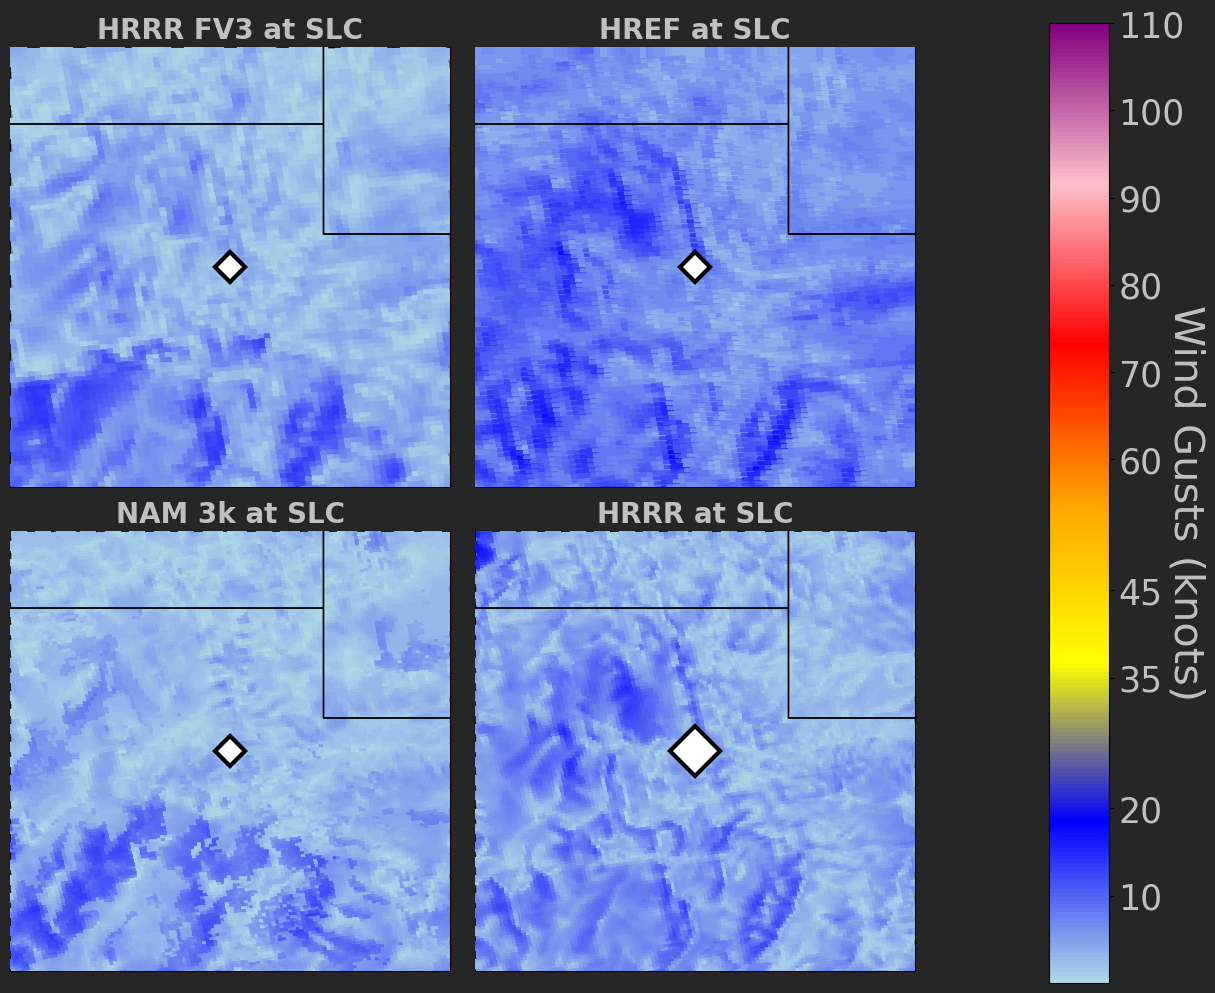 HRRR FV3 at SLC
HREF at SLC
NAM 3k at SLC
HRRR at SLC
110
100
90
80
70
60
45
35
20
10
Wind Gusts (knots)